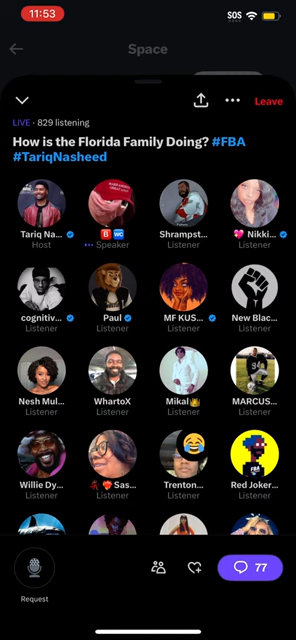 11:53
SOS
Space
Leave
LIVE · 829 listening
How is the Florida Family Doing? #FBA
#TariqNasheed
Tariq Na...
🅱️ 🚾
Shrampst...
💖 Nikki...
Host
Speaker
Listener
Listener
cognitiv...
Paul
MF KUS...
New Blac...
Listener
Listener
Listener
Listener
Nesh Mul...
WhartoX
Mikal👑
MARCUS...
Listener
Listener
Listener
Listener
Willie Dy...
💃🏾❤️‍🔥Sas...
Trenton...
Red Joker...
Listener
Listener
Listener
Listener
77
Request